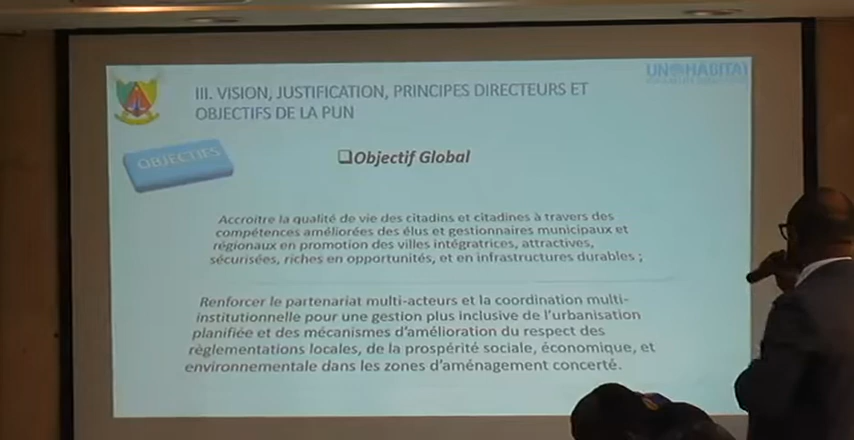 III. VISION, JUSTIFICATION, PRINCIPES DIRECTEURS ET
OBJECTIFS DE LA PUN
UN HABITAT
OBJECTIFS
Objectif Global
Accroitre la qualité de vie des citadins et citadines à travers des
compétences améliorées des élus et gestionnaires municipaux et
régionaux en promotion des villes intégratrices, attractives,
sécurisées, riches en opportunités, et en infrastructures durables ;
Renforcer le partenariat multi-acteurs et la coordination multi-
institutionnelle pour une gestion plus inclusive de l'urbanisation
planifiée et des mécanismes d'amélioration du respect des
règlementations locales, de la prospérité sociale, économique, et
environnementale dans les zones d'aménagement concerté.